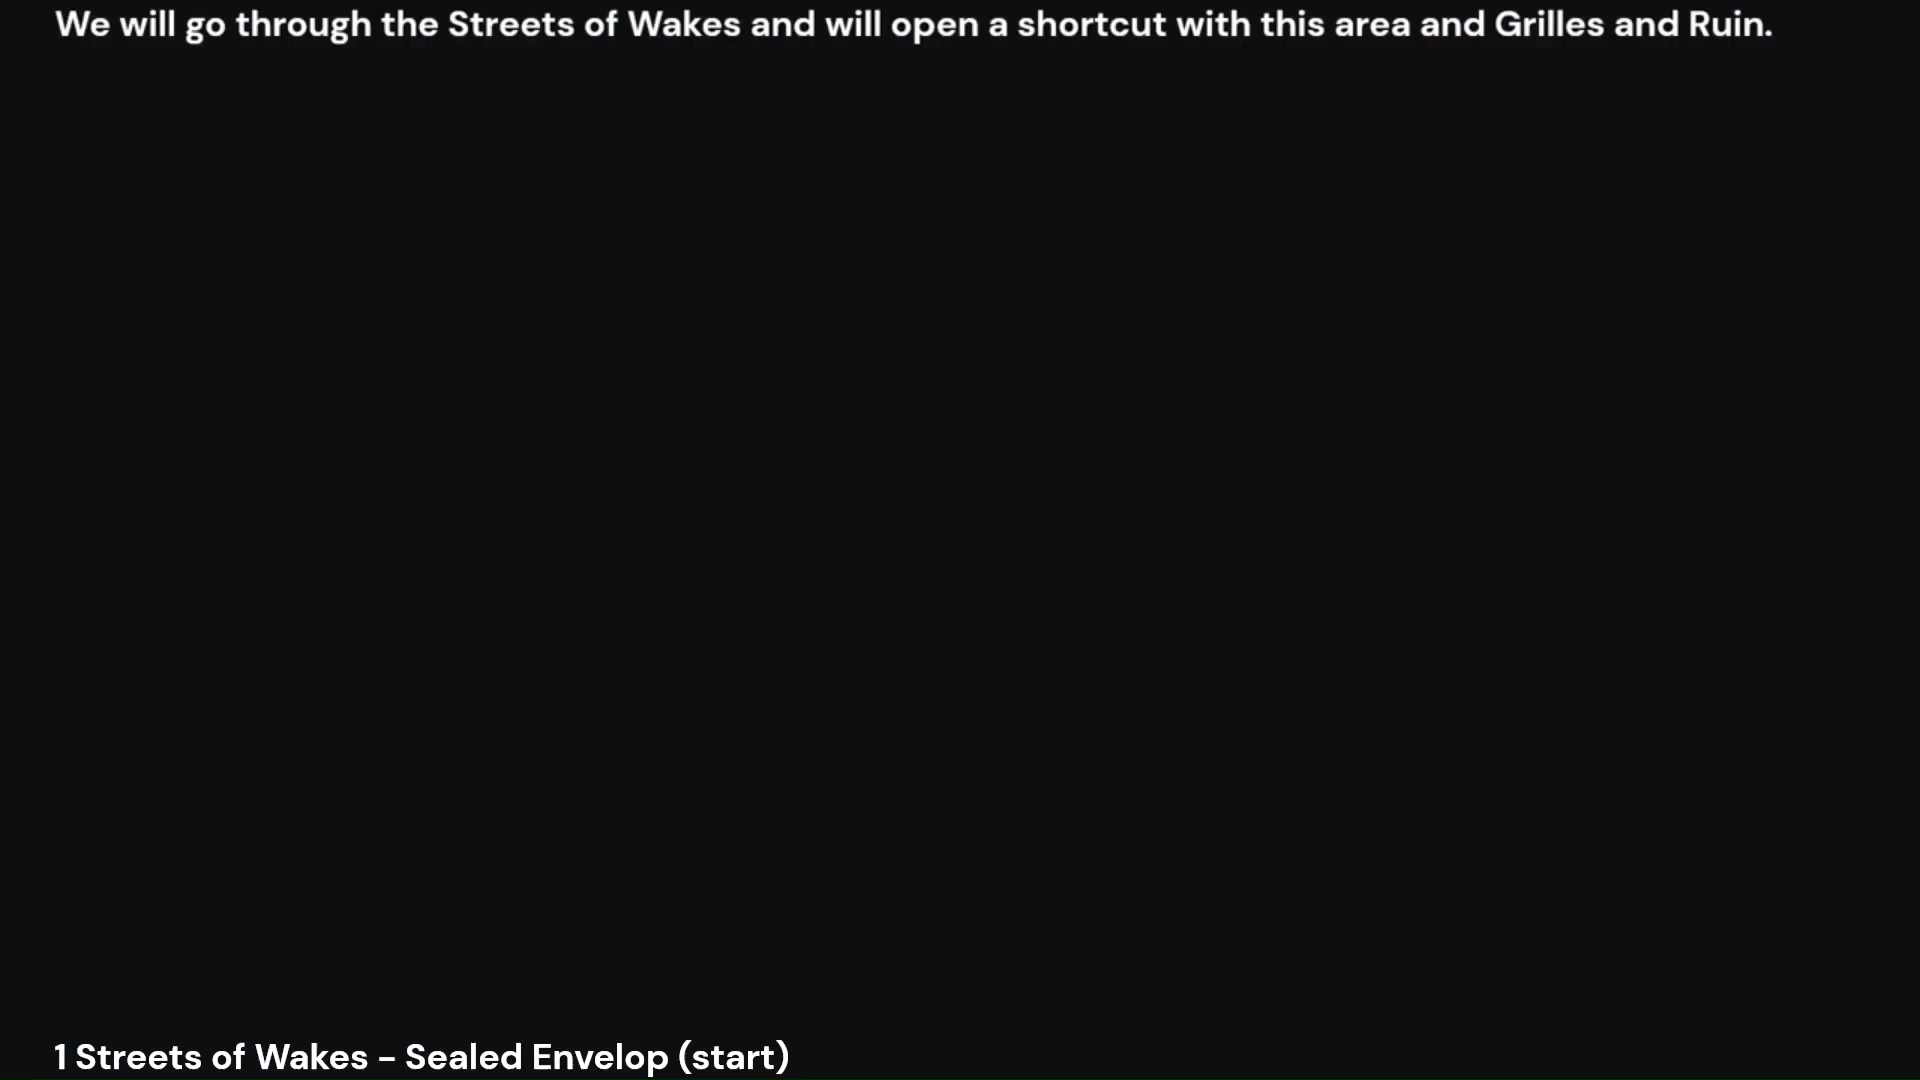 We will go through the Streets of Wakes and will open a shortcut with this area and Grilles and Ruin.
1 Streets of Wakes - Sealed Envelop (start)